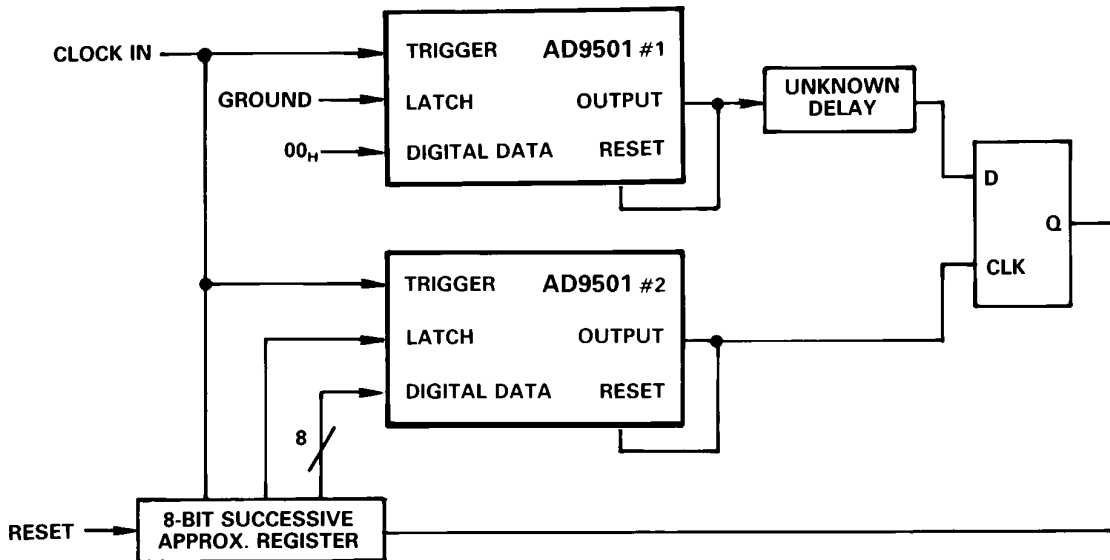 CLOCK IN
TRIGGER AD9501 #1
GROUND
LATCH OUTPUT
00H
DIGITAL DATA RESET
UNKNOWN
DELAY
D
Q
CLK
TRIGGER AD9501 #2
LATCH OUTPUT
DIGITAL DATA RESET
8
RESET
8-BIT SUCCESSIVE
APPROX. REGISTER